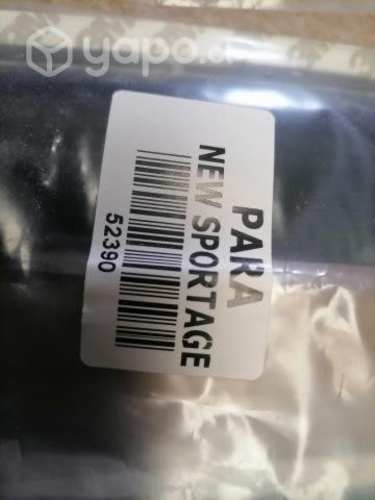 yapo.cl
PARA
NEW SPORTAGE
52390